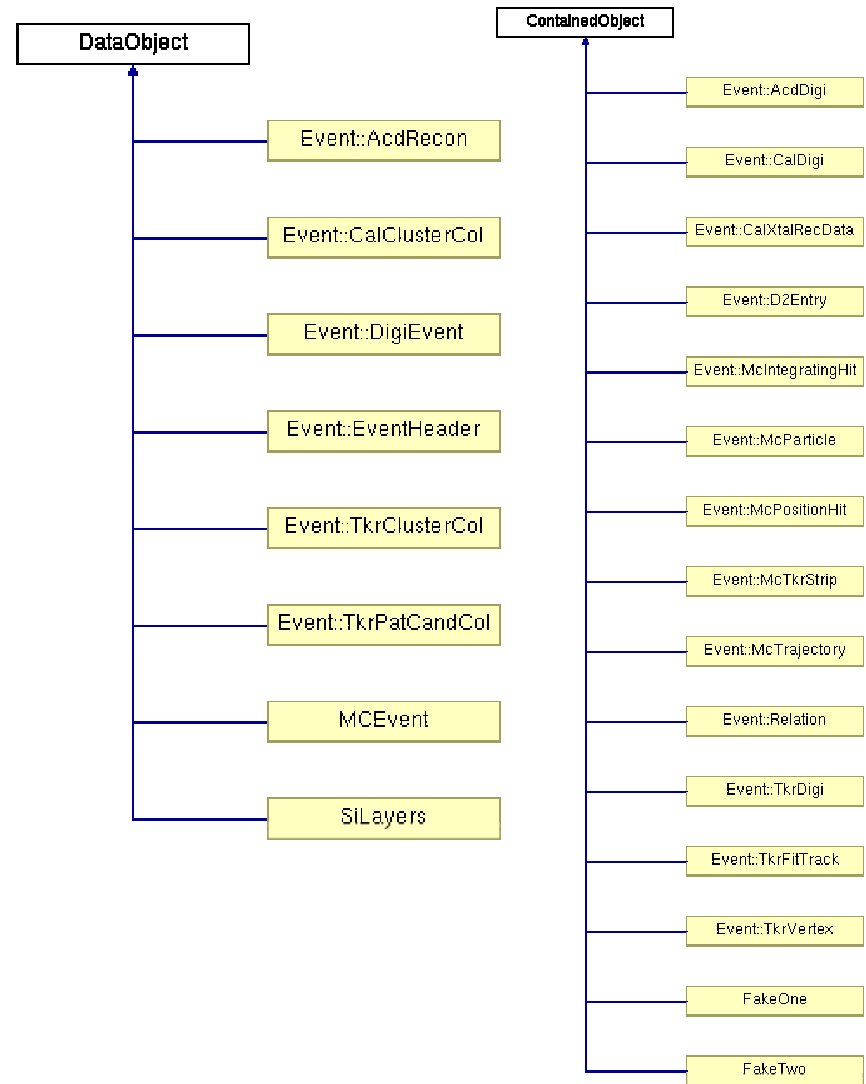 DataObject
Event::AcdRecon
Event::CalClusterCol
Event::DigiEvent
Event::EventHeader
Event::TkrClusterCol
Event::TkrPatCandCol
MCEvent
SiLayers
ContainedObject
Event::AcdDigi
Event::CalDigi
Event::CalXtalRecData
Event::D2Entry
Event::McIntegratingHit
Event::McParticle
Event::McPositionHit
Event::McTkrStrip
Event::McTrajectory
Event::Relation
Event::TkrDigi
Event::TkrFitTrack
Event::TkrVertex
FakeOne
FakeTwo